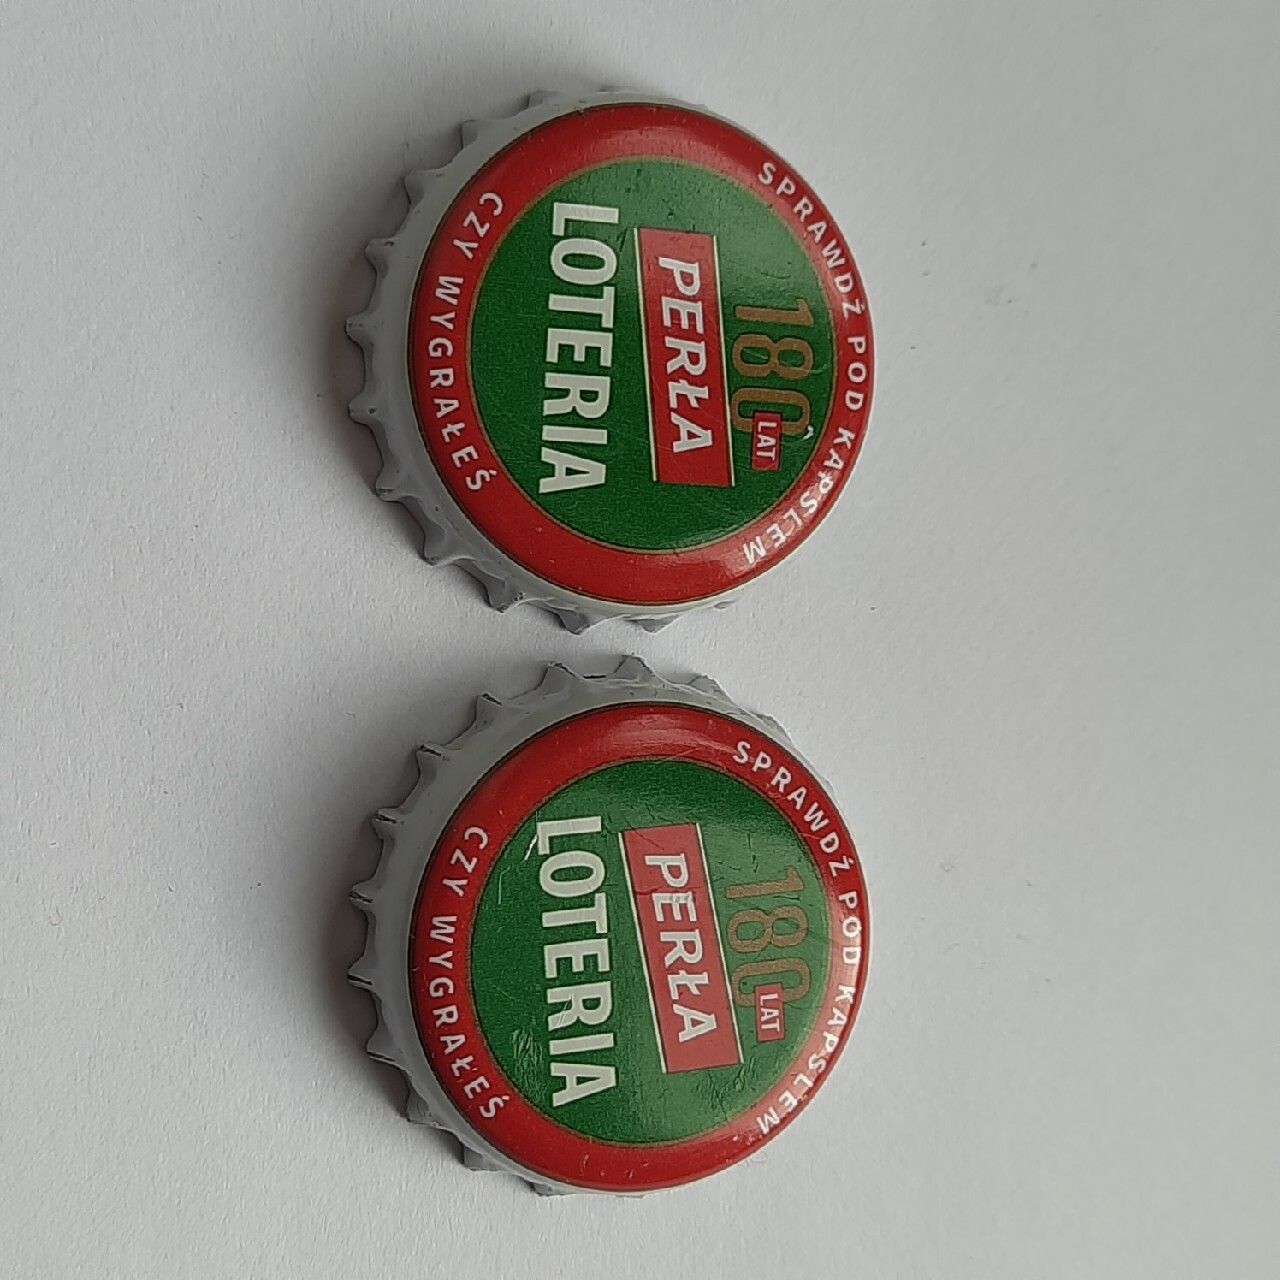 SPRAWDŹ POD KAPSLEM
180 LAT
PERŁA
LOTERIA
CZY WYGRAŁEŚ
SPRAWDŹ POD KAPSLEM
180 LAT
PERŁA
LOTERIA
CZY WYGRAŁEŚ